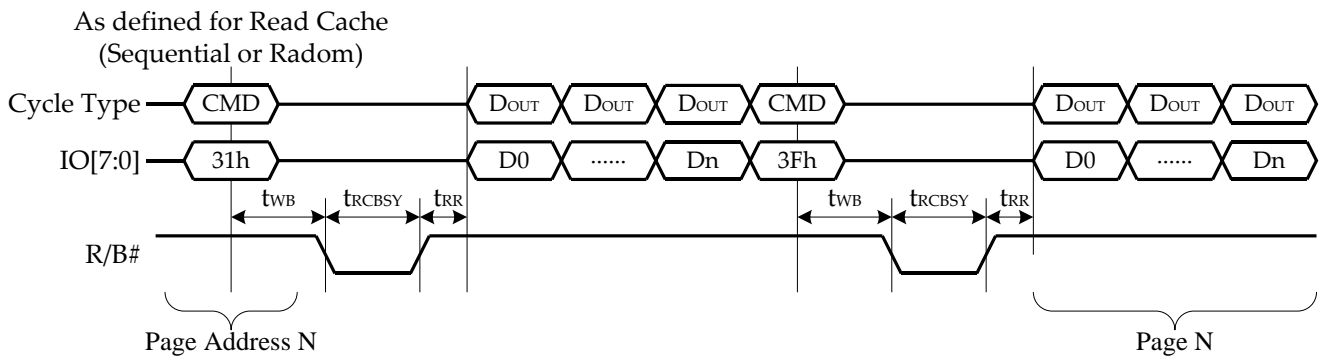 As defined for Read Cache
(Sequential or Radom)
Cycle Type CMD DOUT DOUT DOUT CMD DOUT DOUT DOUT
IO[7:0] 31h D0 ...... Dn 3Fh D0 ...... Dn
tWB tRCBSY tRR tWB tRCBSY tRR
R/B#
Page Address N Page N